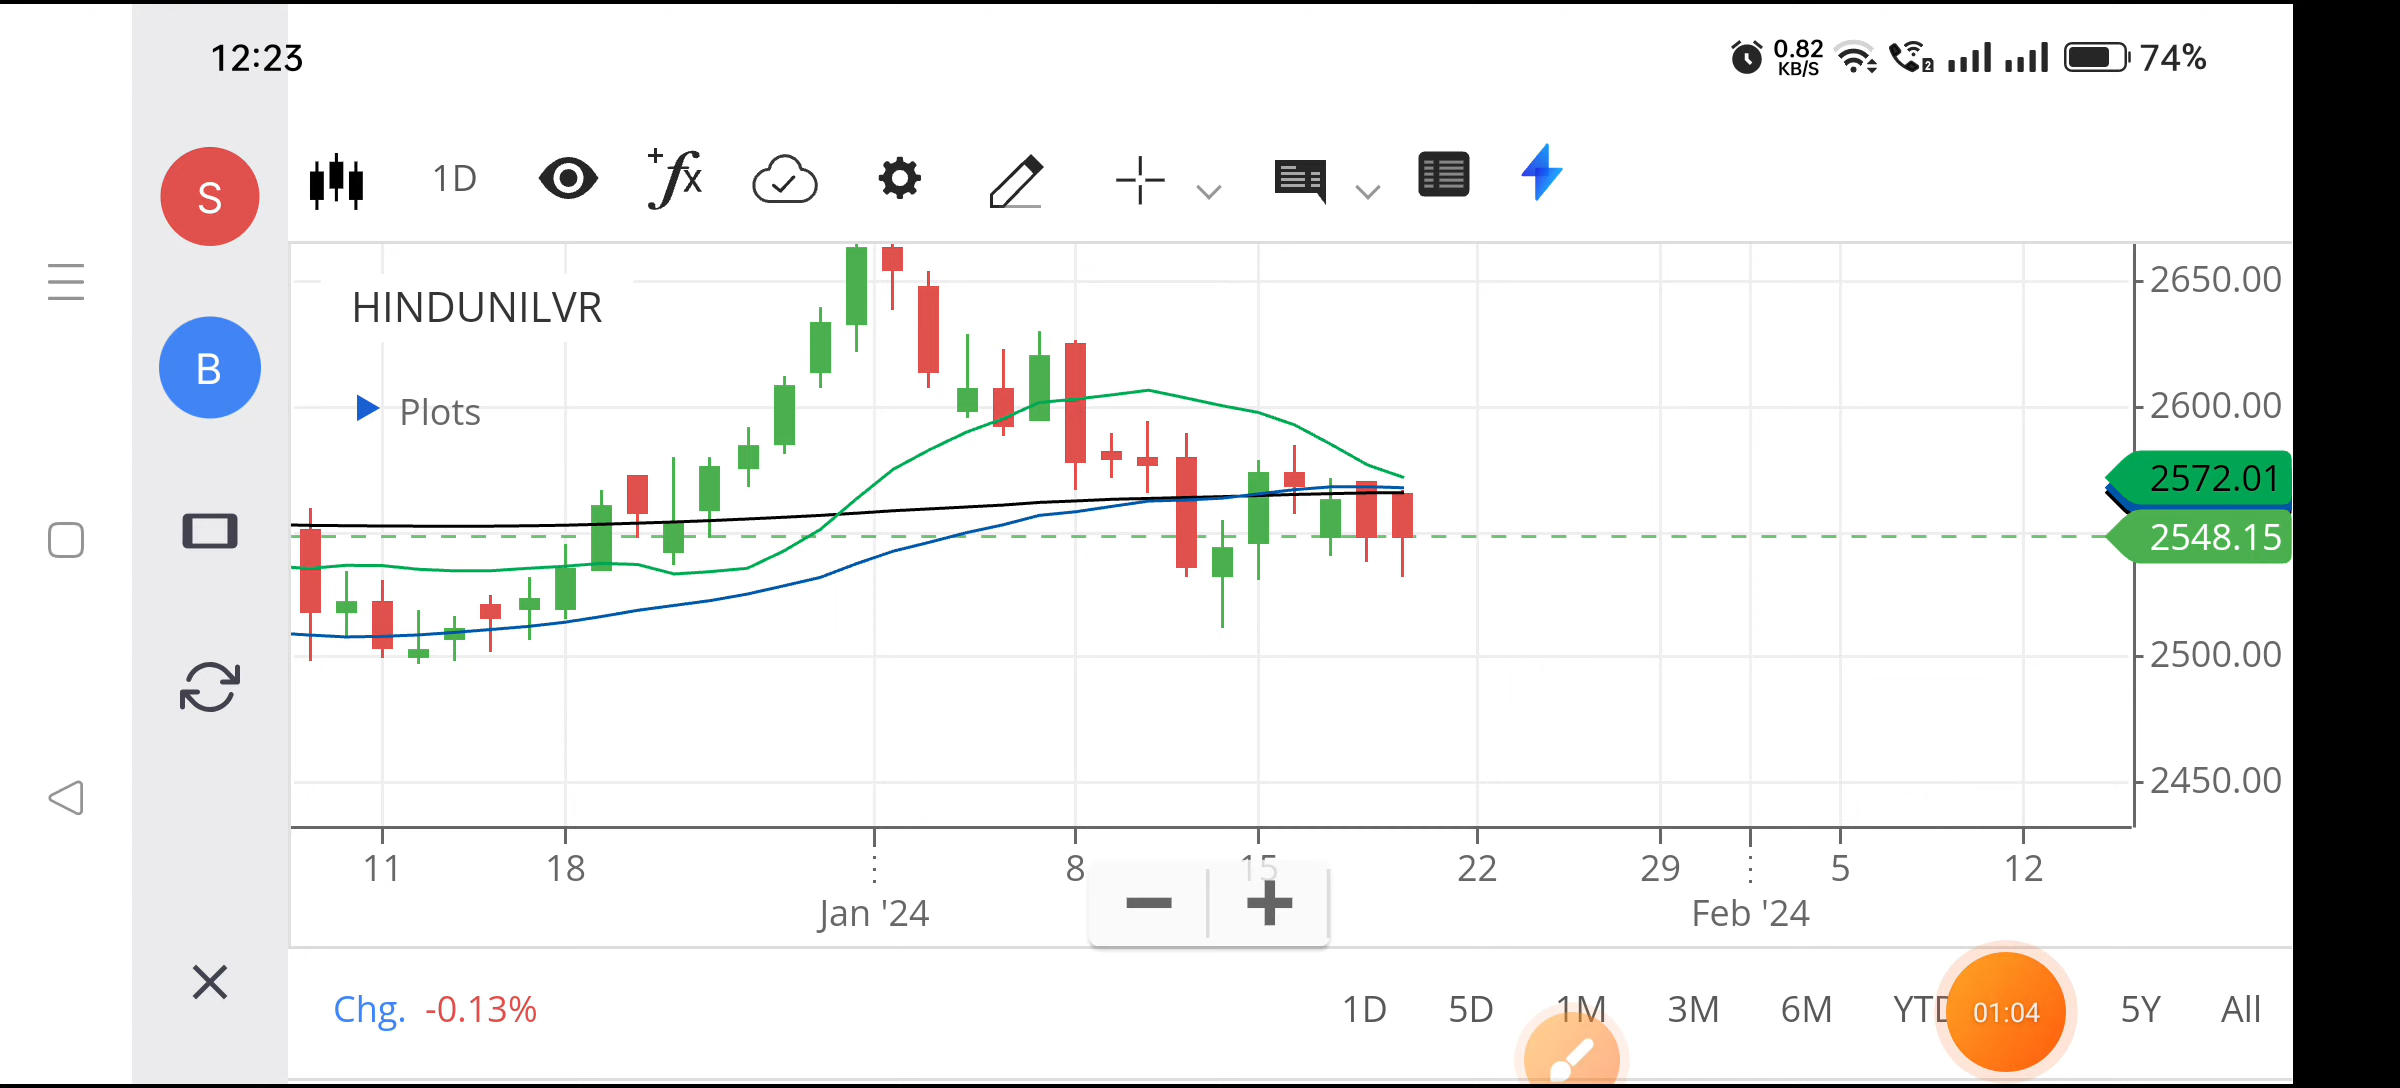 12:23
0.82
KB/S
2
74%
S
B
1D
+fx
HINDUNILVR
Plots
2650.00
2600.00
2572.01
2548.15
2500.00
2450.00
11 18 8 15 22 29 5 12
Jan '24 Feb '24
Chg. -0.13%
1D 5D 1M 3M 6M YTD 5Y All
01:04